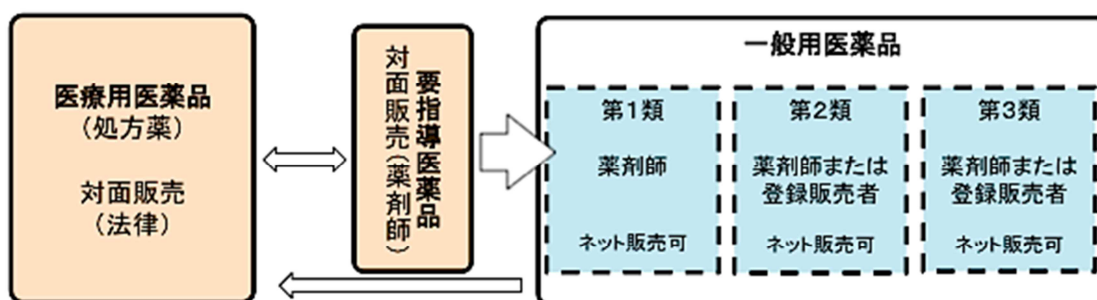 医療用医薬品
（処方薬）
対面販売
（法律）
要指導医薬品
対面販売（薬剤師）
一般用医薬品
第１類
薬剤師
ネット販売可
第２類
薬剤師または
登録販売者
ネット販売可
第３類
薬剤師または
登録販売者
ネット販売可